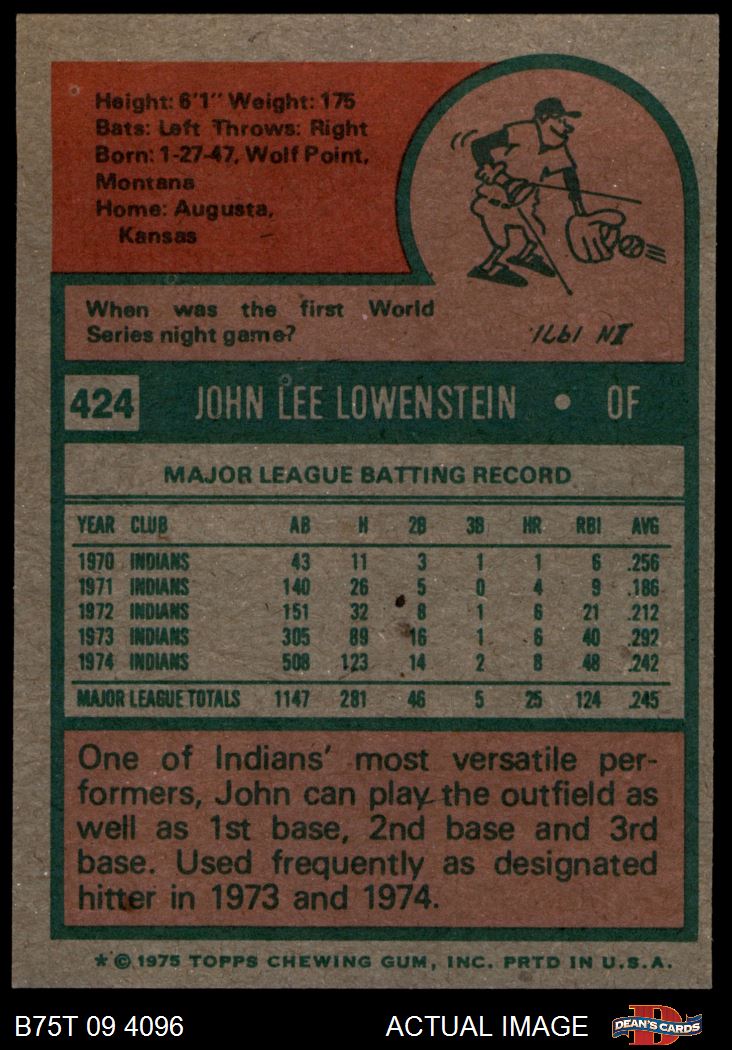 Height: 6'1" Weight: 175
Bats: Left Throws: Right
Born: 1-27-47, Wolf Point,
Montana
Home: Augusta,
Kansas
When was the first World
Series night game?
IN 1971
424 JOHN LEE LOWENSTEIN • OF
MAJOR LEAGUE BATTING RECORD
YEAR CLUB AB H 2B 3B HR RBI AVG
1970 INDIANS 43 11 3 1 1 6 .256
1971 INDIANS 140 26 5 0 4 9 .186
1972 INDIANS 151 32 8 1 6 21 .212
1973 INDIANS 305 89 16 1 6 40 .292
1974 INDIANS 508 123 14 2 8 48 .242
MAJOR LEAGUE TOTALS 1147 281 46 5 25 124 .245
One of Indians' most versatile per-
formers, John can play the outfield as
well as 1st base, 2nd base and 3rd
base. Used frequently as designated
hitter in 1973 and 1974.
*© 1975 TOPPS CHEWING GUM, INC. PRTD IN U.S.A.
B75T 09 4096 ACTUAL IMAGE DEAN'S CARDS